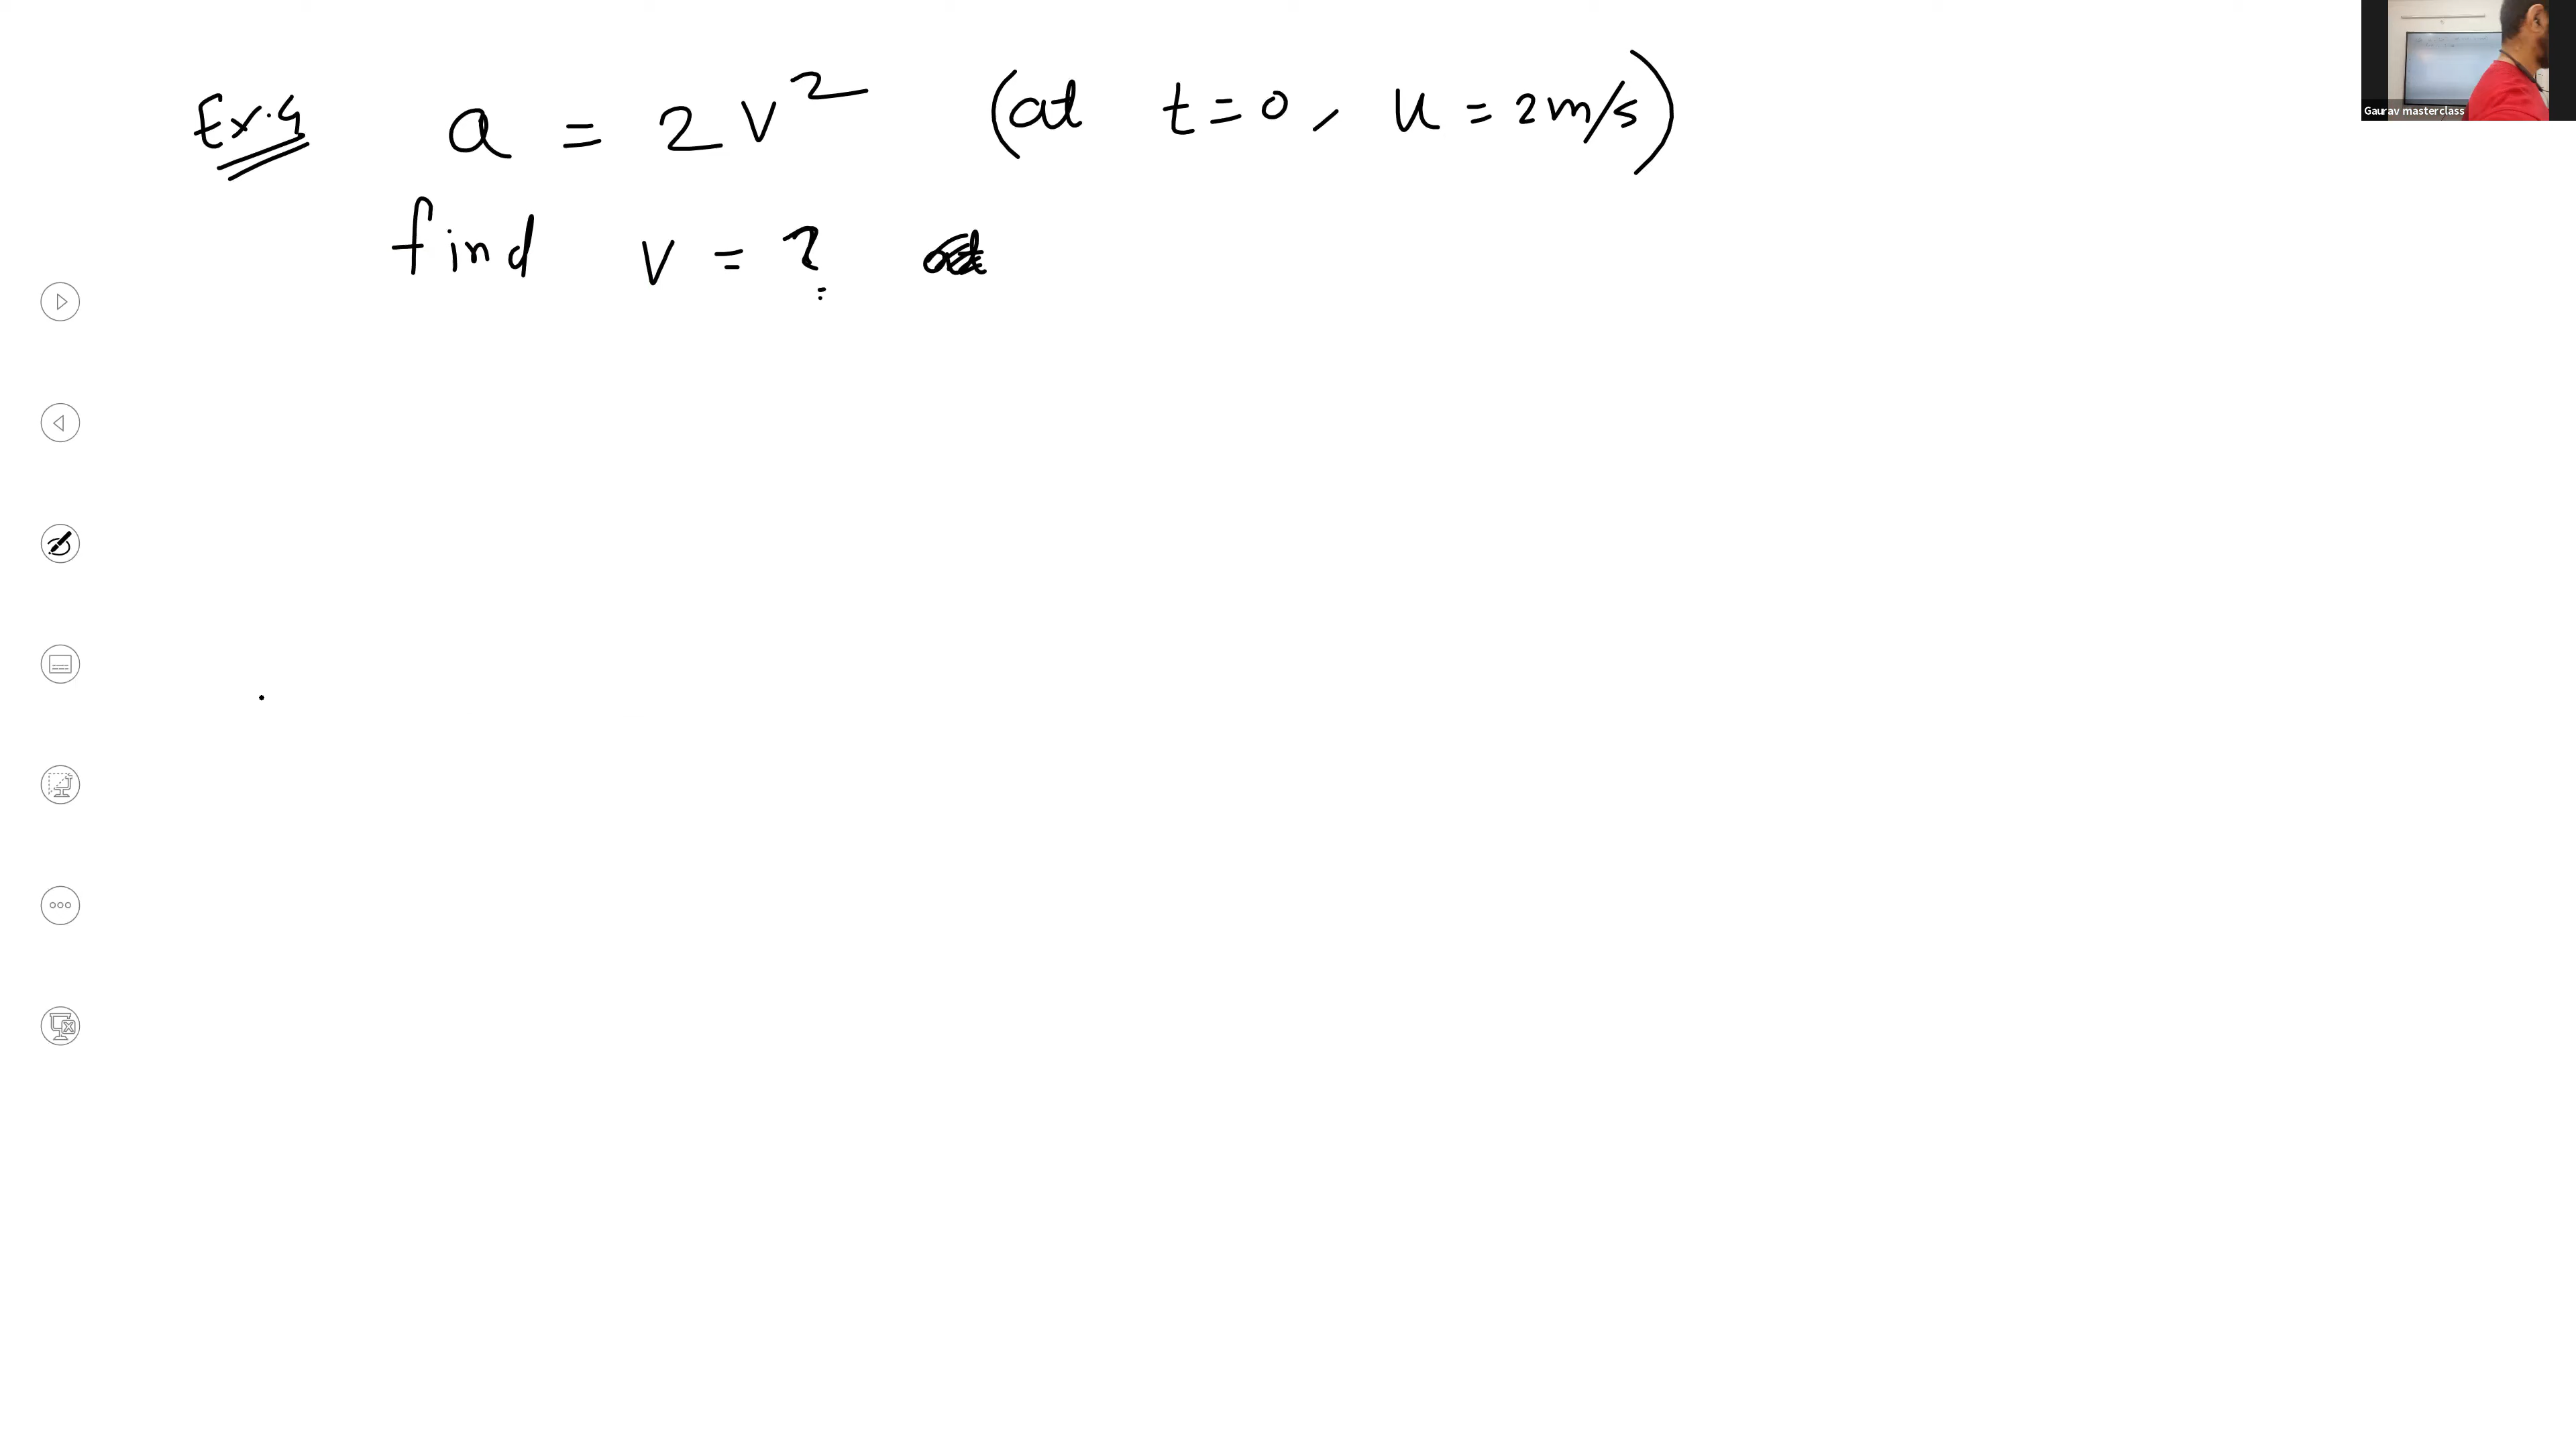 Ex.4 a = 2v² (at t=0, u = 2m/s)
find v = ?
Gaurav masterclass